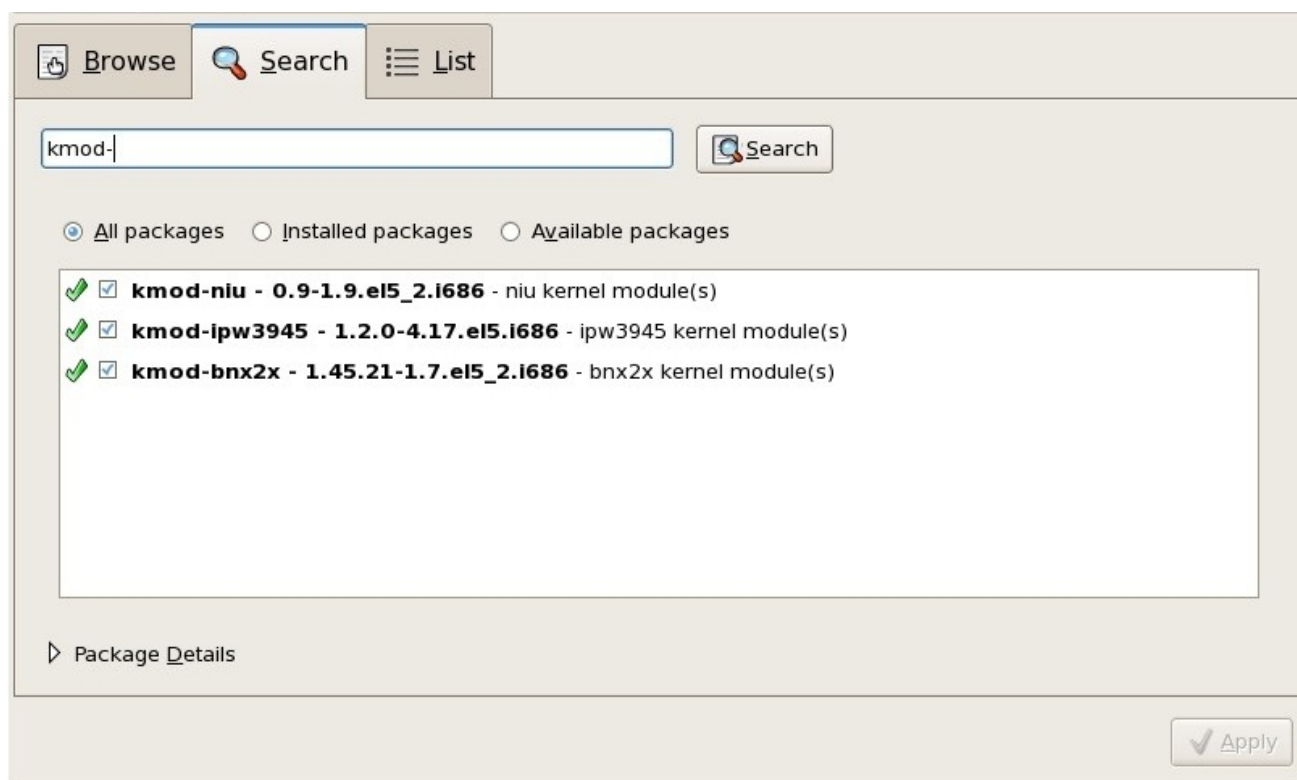 Browse Search List
kmod- Search
All packages Installed packages Available packages
kmod-niu - 0.9-1.9.el5_2.i686 - niu kernel module(s)
kmod-ipw3945 - 1.2.0-4.17.el5.i686 - ipw3945 kernel module(s)
kmod-bnx2x - 1.45.21-1.7.el5_2.i686 - bnx2x kernel module(s)
Package Details
Apply